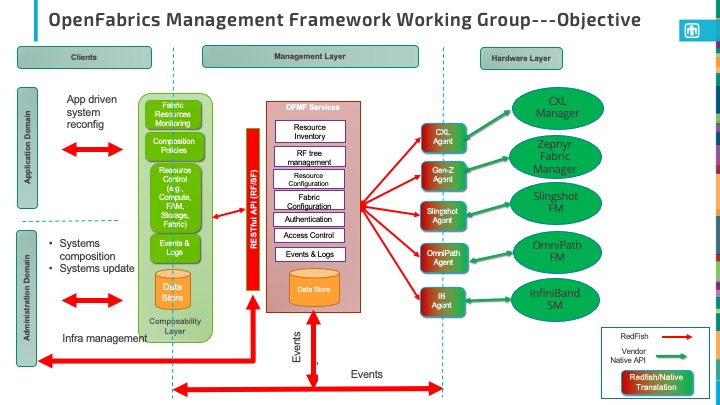 OpenFabrics Management Framework Working Group---Objective
Clients
Management Layer
Hardware Layer
Application Domain
App driven
system
reconfig
Fabric
Resources
Monitoring
Composition
Policies
Resource
Control
(e.g.,
Compute,
FAM,
Storage,
Fabric)
Events &
Logs
Data
Store
Composability
Layer
Administration Domain
• Systems
composition
• Systems update
Infra management
RESTful API (RF/SF)
OFMF Services
Resource
Inventory
RF tree
management
Resource
Configuration
Fabric
Configuration
Authentication
Access Control
Events & Logs
Data Store
Events
Events
CXL
Agent
Gen-Z
Agent
Slingshot
Agent
OmniPath
Agent
IB
Agent
CXL
Manager
Zephyr
Fabric
Manager
Slingshot
FM
OmniPath
FM
InfiniBand
SM
RedFish
Vendor
Native API
Redfish/Native
Translation